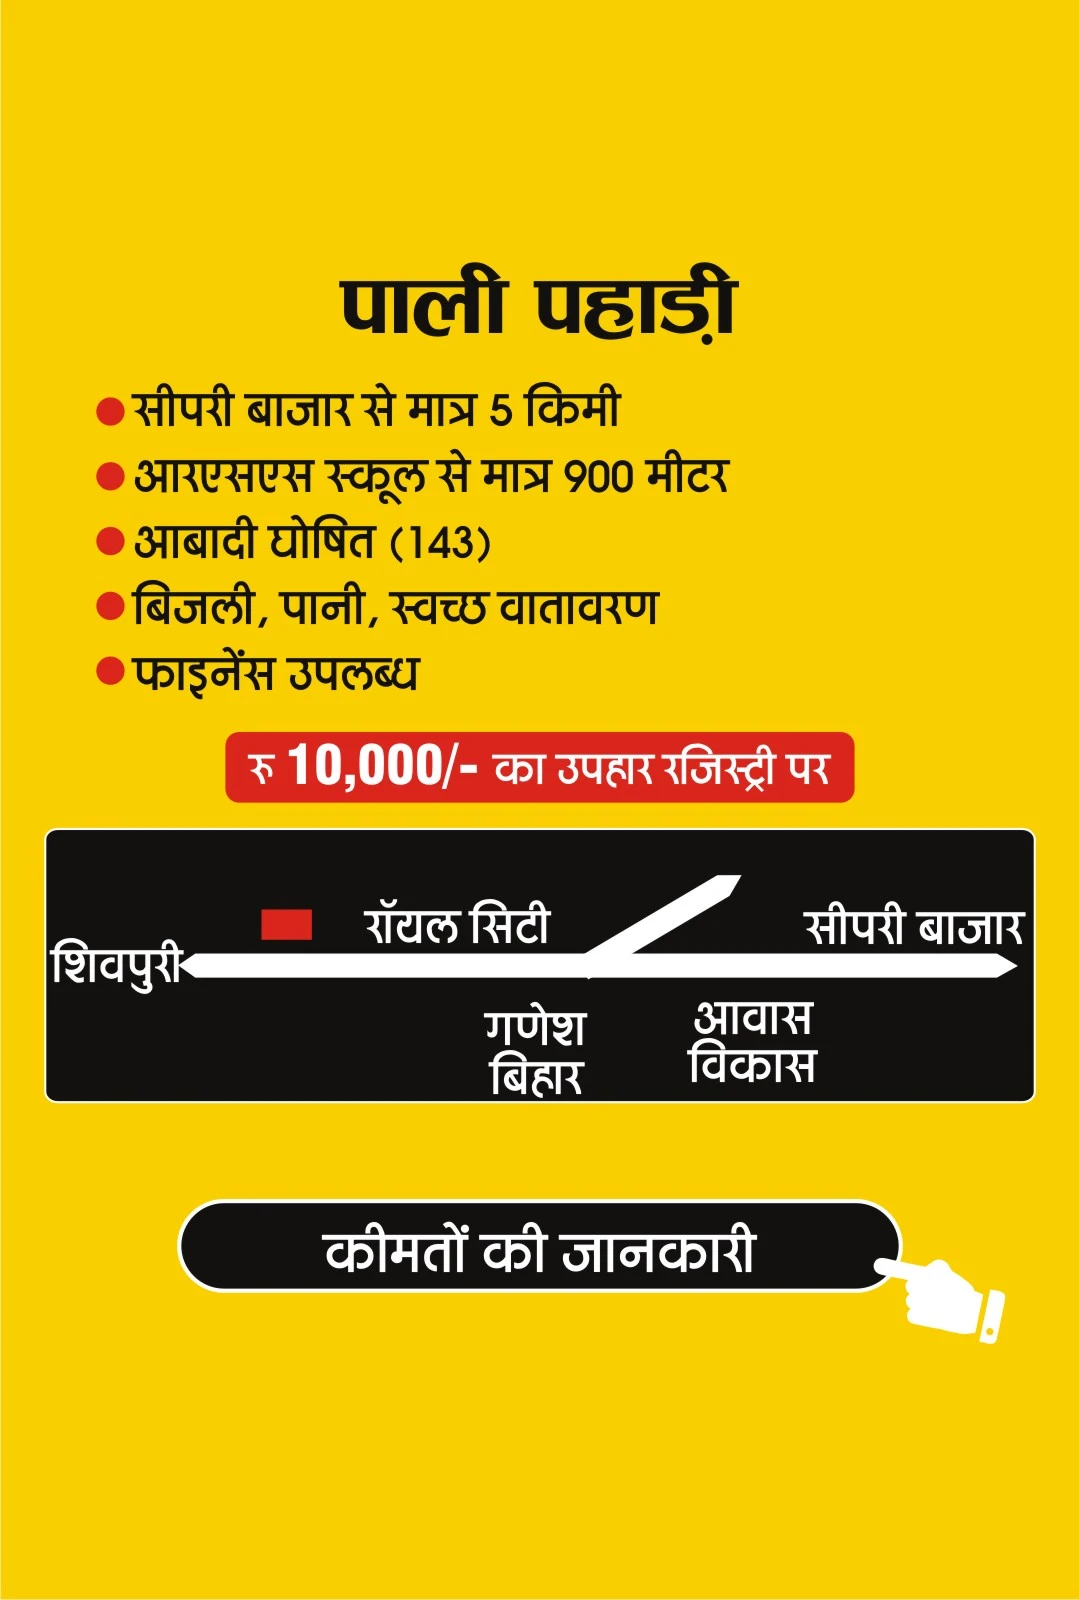 पाली पहाड़ी
सीपरी बाजार से मात्र 5 किमी
आरएसएस स्कूल से मात्र 900 मीटर
आबादी घोषित (143)
बिजली, पानी, स्वच्छ वातावरण
फाइनेंस उपलब्ध
रु 10,000/- का उपहार रजिस्ट्री पर
रॉयल सिटी
सीपरी बाजार
शिवपुरी
गणेश
बिहार
आवास
विकास
कीमतों की जानकारी